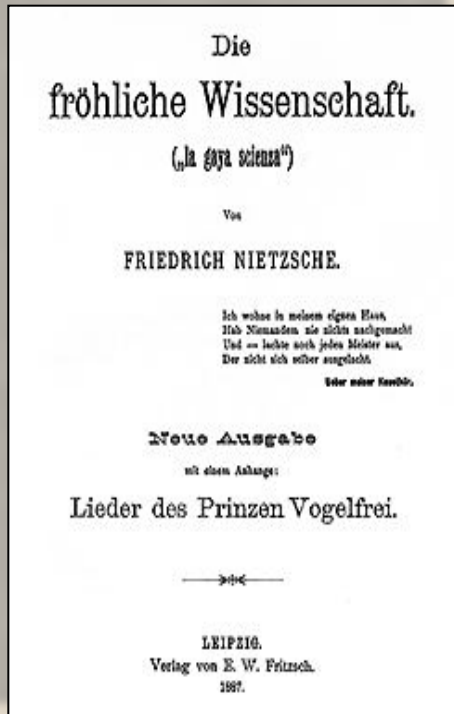 Die
fröhliche Wissenschaft.
(„la gaya scienza“)
Von
FRIEDRICH NIETZSCHE.
Ich wohne in meinem eignen Haus,
Hab Niemandem nie nichts nachgemacht
Und — lachte noch jeden Meister aus,
Der nicht sich selber ausgelacht.
Ueber meiner Hausthür.
Neue Ausgabe
mit einem Anhange:
Lieder des Prinzen Vogelfrei.
LEIPZIG.
Verlag von E. W. Fritzsch.
1887.